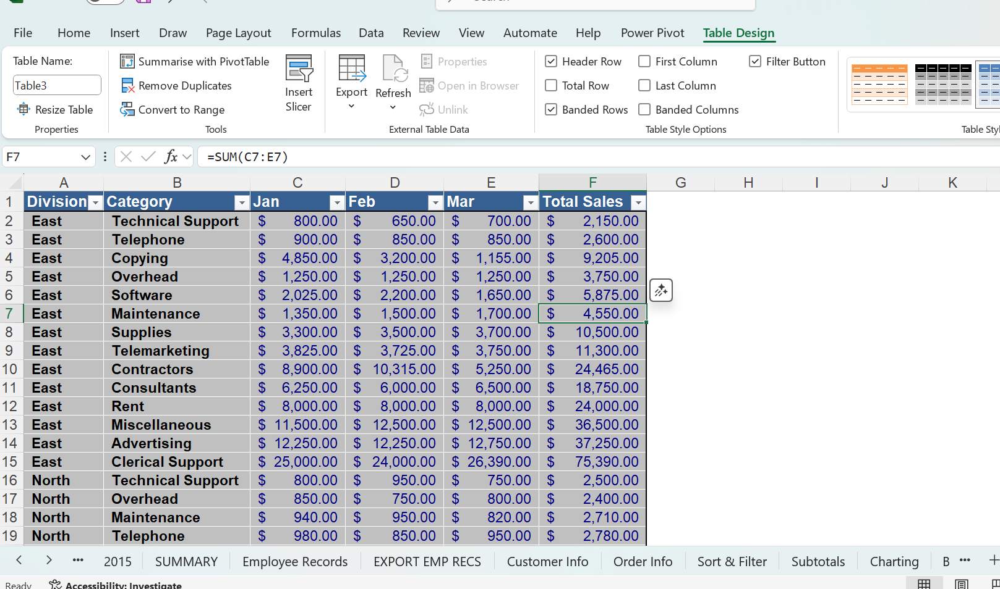 File Home Insert Draw Page Layout Formulas Data Review View Automate Help Power Pivot Table Design
Table Name:
Table3
Resize Table
Properties
Summarise with PivotTable
Remove Duplicates
Convert to Range
Tools
Insert
Slicer
Export
Refresh
Properties
Open in Browser
Unlink
External Table Data
Header Row
Total Row
Banded Rows
First Column
Last Column
Banded Columns
Filter Button
Table Style Options
F7 fx =SUM(C7:E7)
A B C D E F G H I J K
1 Division Category Jan Feb Mar Total Sales
2 East Technical Support $ 800.00 $ 650.00 $ 700.00 $ 2,150.00
3 East Telephone $ 900.00 $ 850.00 $ 850.00 $ 2,600.00
4 East Copying $ 4,850.00 $ 3,200.00 $ 1,155.00 $ 9,205.00
5 East Overhead $ 1,250.00 $ 1,250.00 $ 1,250.00 $ 3,750.00
6 East Software $ 2,025.00 $ 2,200.00 $ 1,650.00 $ 5,875.00
7 East Maintenance $ 1,350.00 $ 1,500.00 $ 1,700.00 $ 4,550.00
8 East Supplies $ 3,300.00 $ 3,500.00 $ 3,700.00 $ 10,500.00
9 East Telemarketing $ 3,825.00 $ 3,725.00 $ 3,750.00 $ 11,300.00
10 East Contractors $ 8,900.00 $ 10,315.00 $ 5,250.00 $ 24,465.00
11 East Consultants $ 6,250.00 $ 6,000.00 $ 6,500.00 $ 18,750.00
12 East Rent $ 8,000.00 $ 8,000.00 $ 8,000.00 $ 24,000.00
13 East Miscellaneous $ 11,500.00 $ 12,500.00 $ 12,500.00 $ 36,500.00
14 East Advertising $ 12,250.00 $ 12,250.00 $ 12,750.00 $ 37,250.00
15 East Clerical Support $ 25,000.00 $ 24,000.00 $ 26,390.00 $ 75,390.00
16 North Technical Support $ 800.00 $ 950.00 $ 750.00 $ 2,500.00
17 North Overhead $ 850.00 $ 750.00 $ 800.00 $ 2,400.00
18 North Maintenance $ 940.00 $ 950.00 $ 820.00 $ 2,710.00
19 North Telephone $ 980.00 $ 850.00 $ 950.00 $ 2,780.00
2015 SUMMARY Employee Records EXPORT EMP RECS Customer Info Order Info Sort & Filter Subtotals Charting B
Ready Accessibility: Investigate